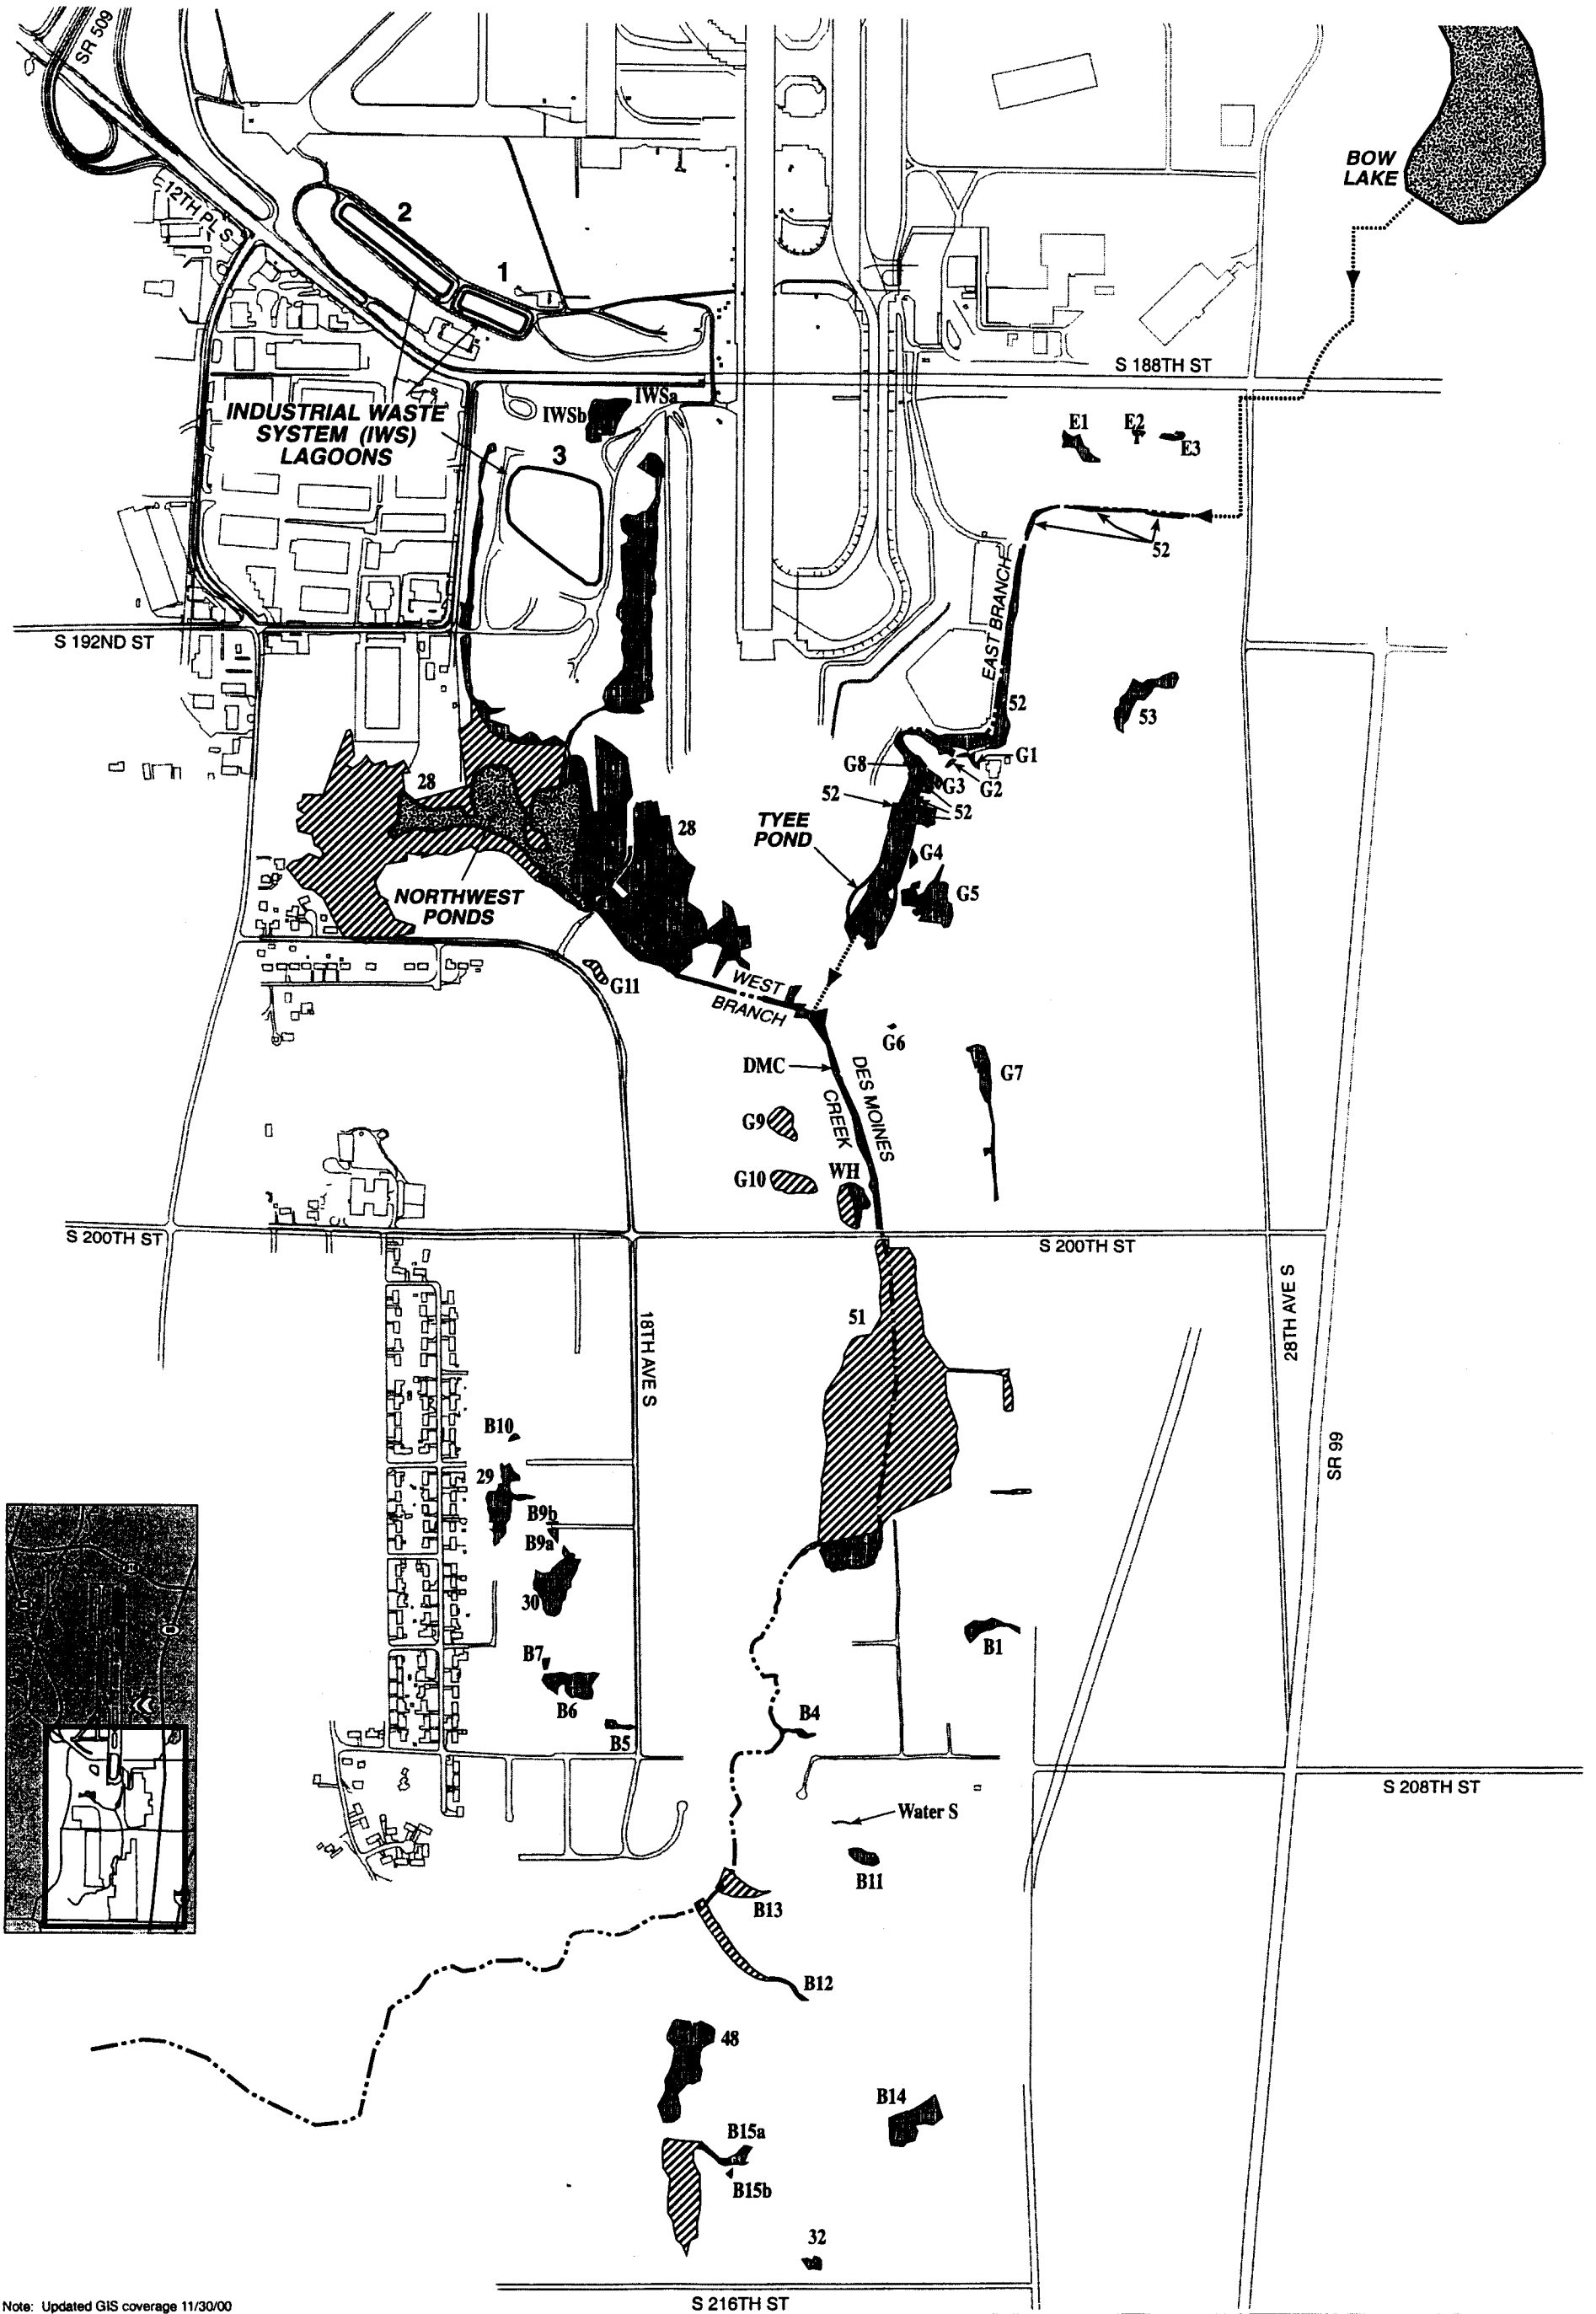 SR 509
BOW
LAKE
12TH PL S
2
1
S 188TH ST
IWSa
IWSb
INDUSTRIAL WASTE
SYSTEM (IWS)
LAGOONS
3
E1
E2
E3
52
EAST BRANCH
S 192ND ST
52
53
G1
G8
G2
G3
28
52
52
TYEE
POND
28
G4
G5
NORTHWEST
PONDS
WEST
BRANCH
G11
G6
DMC
DES MOINES
CREEK
G7
G9
G10
WH
S 200TH ST
S 200TH ST
51
18TH AVE S
28TH AVE S
SR 99
B10
29
B9b
B9a
30
B7
B6
B5
B1
B4
S 208TH ST
Water S
B11
B13
B12
48
B14
B15a
B15b
32
S 216TH ST
Note: Updated GIS coverage 11/30/00